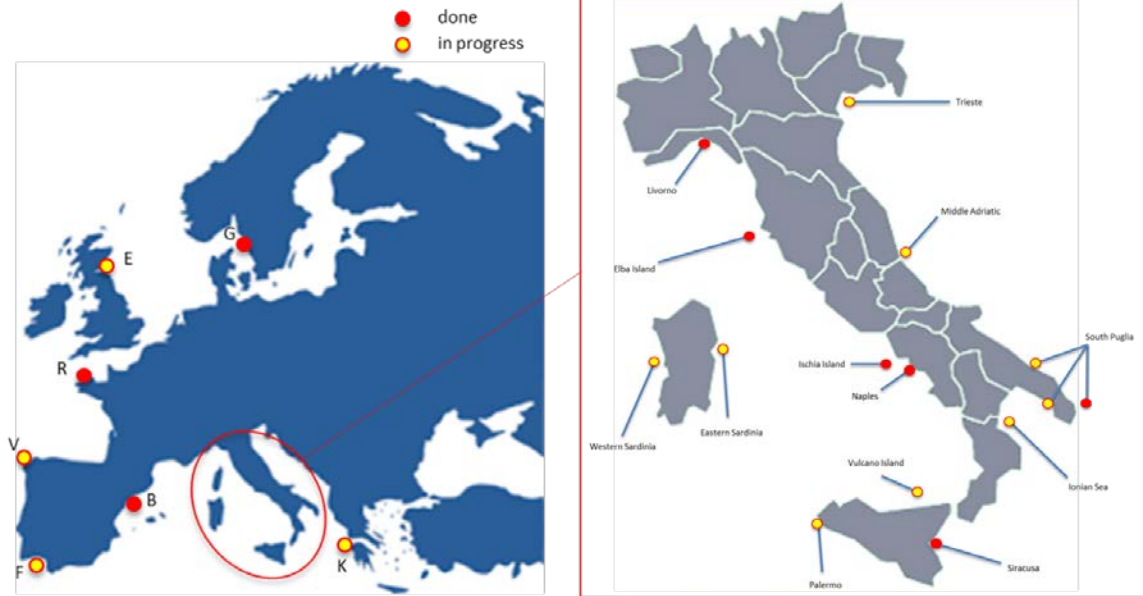 done
in progress
G
E
R
V
B
F
K
Trieste
Livorno
Middle Adriatic
Elba Island
South Puglia
Ischia Island
Naples
Western Sardinia
Eastern Sardinia
Vulcano Island
Ionian Sea
Palermo
Siracusa